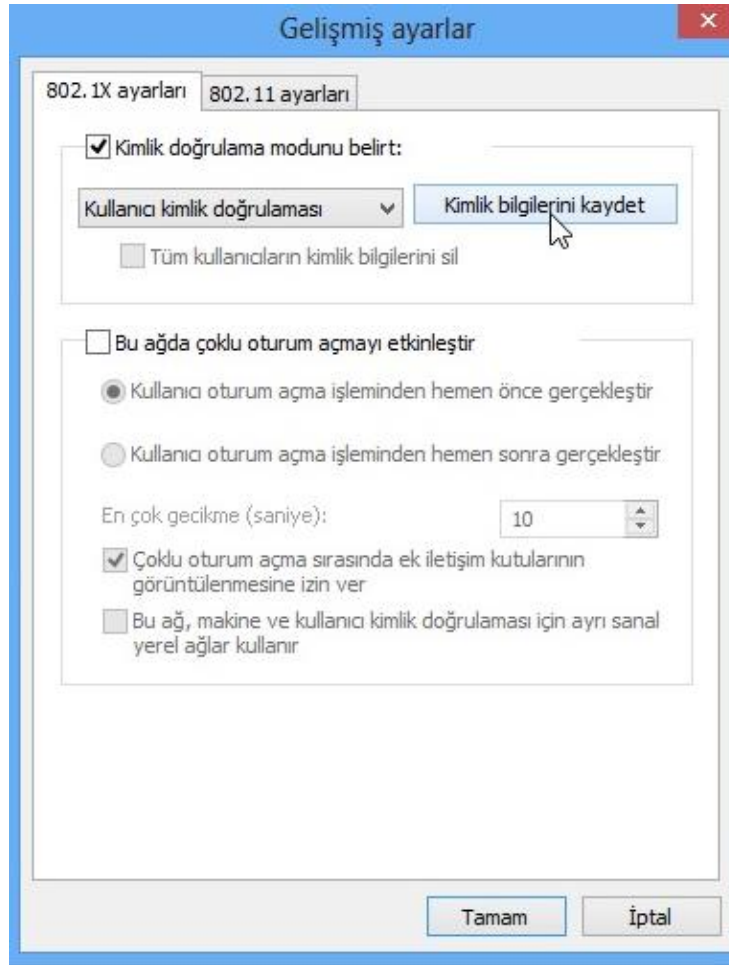 Gelişmiş ayarlar
802.1X ayarları
802.11 ayarları
Kimlik doğrulama modunu belirt:
Kullanıcı kimlik doğrulaması
Kimlik bilgilerini kaydet
Tüm kullanıcıların kimlik bilgilerini sil
Bu ağda çoklu oturum açmayı etkinleştir
Kullanıcı oturum açma işleminden hemen önce gerçekleştir
Kullanıcı oturum açma işleminden hemen sonra gerçekleştir
En çok gecikme (saniye):
10
Çoklu oturum açma sırasında ek iletişim kutularının
görüntülenmesine izin ver
Bu ağ, makine ve kullanıcı kimlik doğrulaması için ayrı sanal
yerel ağlar kullanır
Tamam
İptal